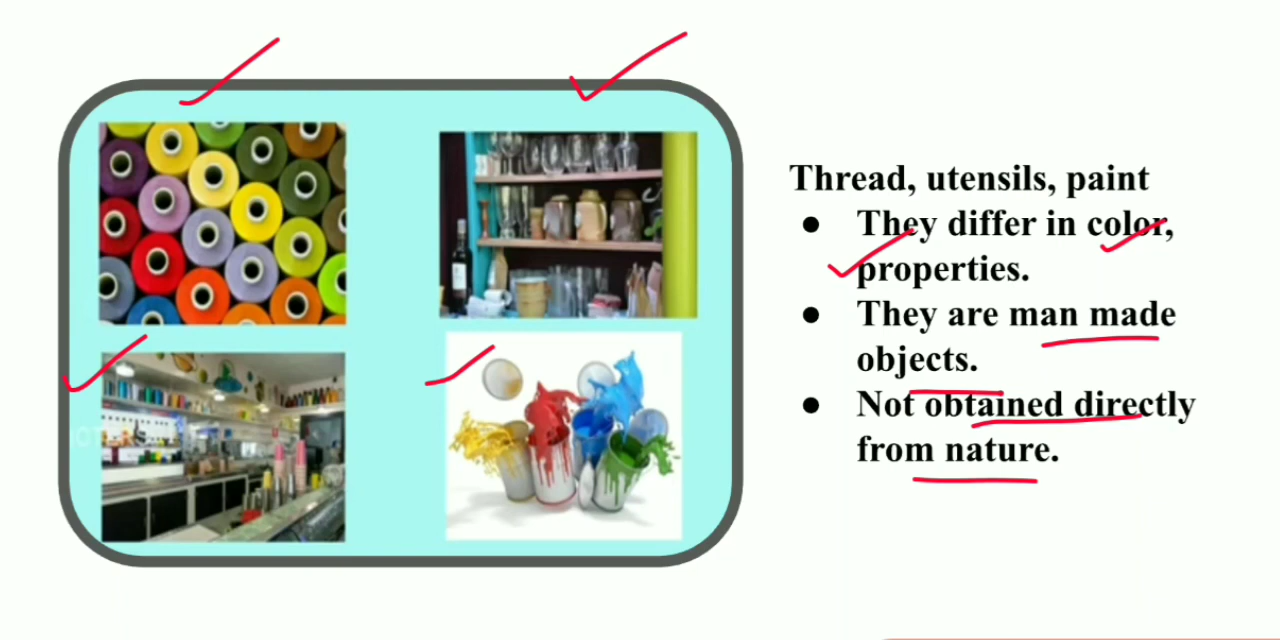 Thread, utensils, paint
● They differ in color,
properties.
● They are man made
objects.
● Not obtained directly
from nature.